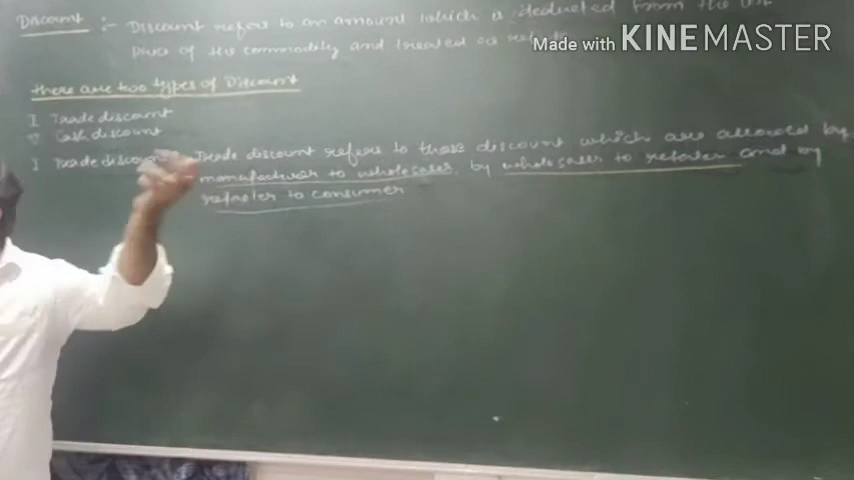 Made with KINEMASTER
Discount :- Discount refers to an amount which is deducted from the
Price of the commodity and treated as
there are two types of Discount
I Trade discount
Cash discount
I Trade discount Trade discount refers to those discount which are allowed by
manufacturer to wholesaler, by wholesaler to retailer and by
retailer to consumer